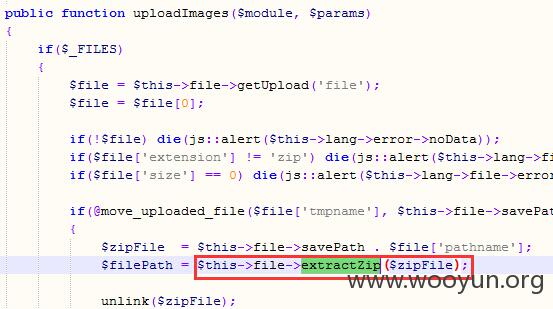 public function uploadImages($module, $params)
{
if($_FILES)
{
$file = $this->file->getUpload('file');
$file = $file[0];
if(!$file) die(js::alert($this->lang->error->noData));
if($file['extension'] != 'zip') die(js::alert($this->lang->fi
if($file['size'] == 0) die(js::alert($this->lang->file->error
if(@move_uploaded_file($file['tmpname'], $this->file->savePat
{
$zipFile = $this->file->savePath . $file['pathname'];
$filePath = $this->file->extractZip($zipFile);
www.wooyun.org
unlink($zipFile);